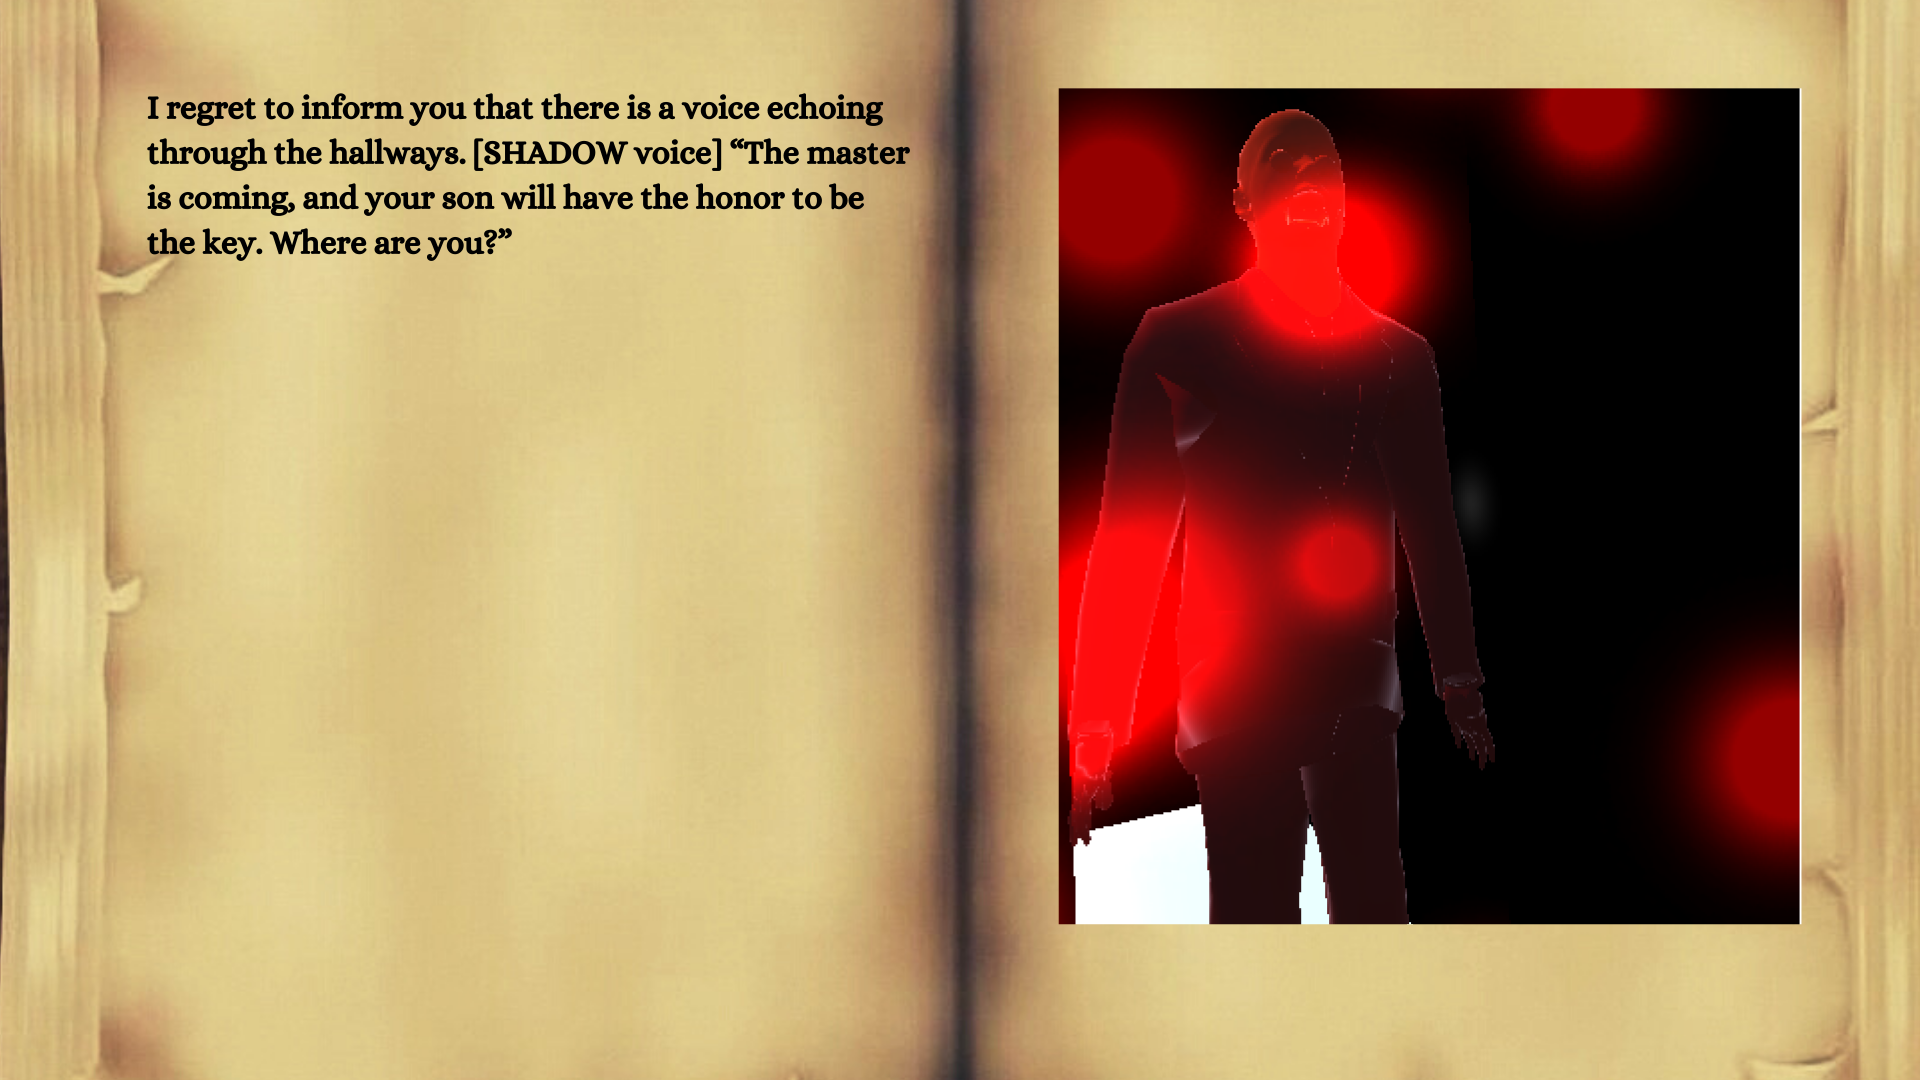 I regret to inform you that there is a voice echoing
through the hallways. [SHADOW voice] “The master
is coming, and your son will have the honor to be
the key. Where are you?”